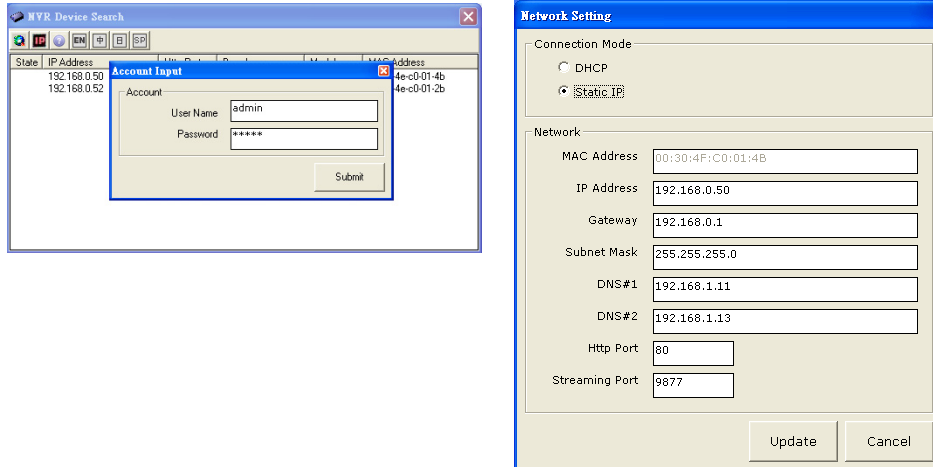 NVR Device Search
IP EN 中 日 SP
State IP Address Address
192.168.0.50 -4e-c0-01-4b
192.168.0.52 -4e-c0-01-2b
Account Input
Account
User Name admin
Password *****
Submit
Network Setting
Connection Mode
DHCP
Static IP
Network
MAC Address 00:30:4F:C0:01:4B
IP Address 192.168.0.50
Gateway 192.168.0.1
Subnet Mask 255.255.255.0
DNS#1 192.168.1.11
DNS#2 192.168.1.13
Http Port 80
Streaming Port 9877
Update Cancel